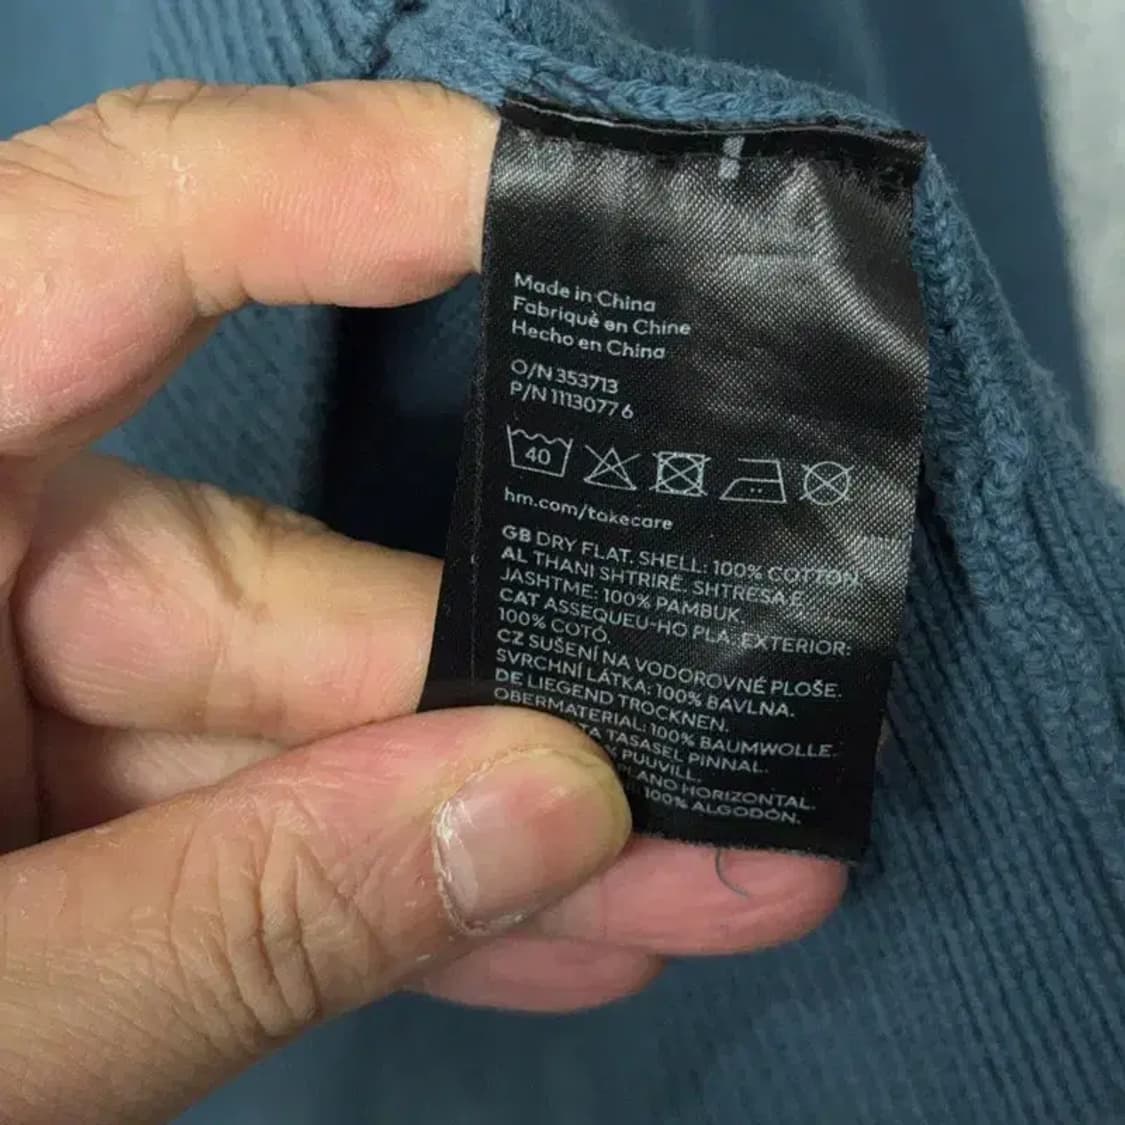 Made in China
Fabriqué en Chine
Hecho en China
O/N 353713
P/N 11130776
40
hm.com/takecare
GB DRY FLAT. SHELL: 100% COTTON.
AL THANI SHTRIRË. SHTRESA E
JASHTME: 100% PAMBUK.
CAT ASSEQUEU-HO PLA. EXTERIOR:
100% COTÓ.
CZ SUŠENÍ NA VODOROVNÉ PLOŠE.
SVRCHNÍ LÁTKA: 100% BAVLNA.
DE LIEGEND TROCKNEN.
OBERMATERIAL: 100% BAUMWOLLE.
TASASEL PINNAL.
PUUVILL.
HORIZONTAL.
100% ALGODÓN.